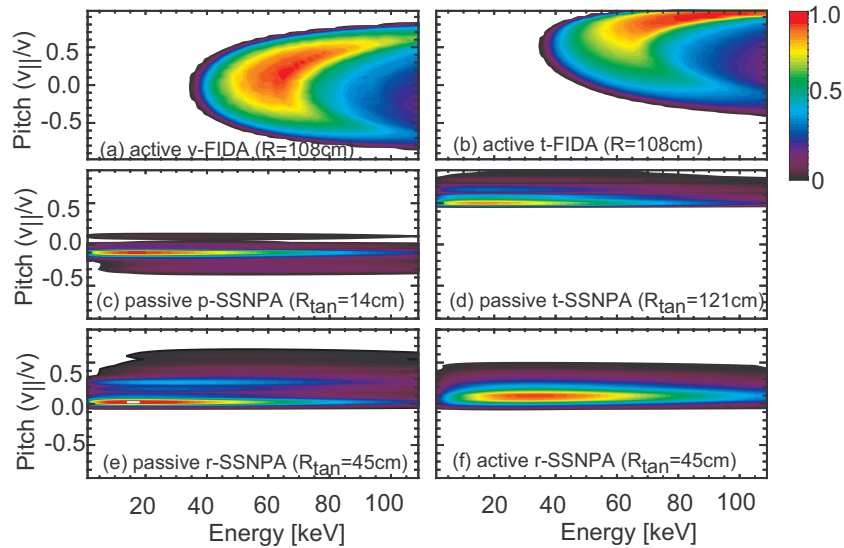 Pitch (v||/v)
0.5
0.0
-0.5
(a) active v-FIDA (R=108cm)
(b) active t-FIDA (R=108cm)
1.0
0.5
0
Pitch (v||/v)
0.5
0.0
-0.5
(c) passive p-SSNPA (Rtan=14cm)
(d) passive t-SSNPA (Rtan=121cm)
Pitch (v||/v)
0.5
0.0
-0.5
(e) passive r-SSNPA (Rtan=45cm)
(f) active r-SSNPA (Rtan=45cm)
20 40 60 80 100
20 40 60 80 100
Energy [keV]
Energy [keV]